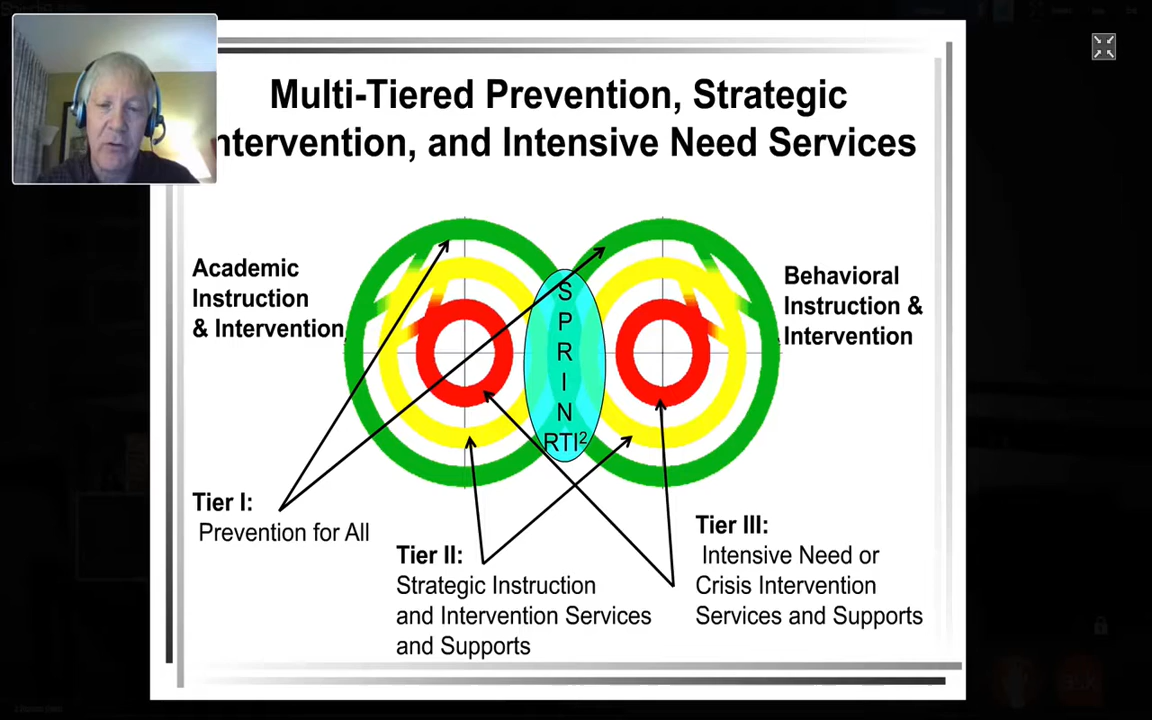 Multi-Tiered Prevention, Strategic
ntervention, and Intensive Need Services
Academic
Instruction
& Intervention
Behavioral
Instruction &
Intervention
S
P
R
I
N
RTI²
Tier I:
Prevention for All
Tier II:
Strategic Instruction
and Intervention Services
and Supports
Tier III:
Intensive Need or
Crisis Intervention
Services and Supports